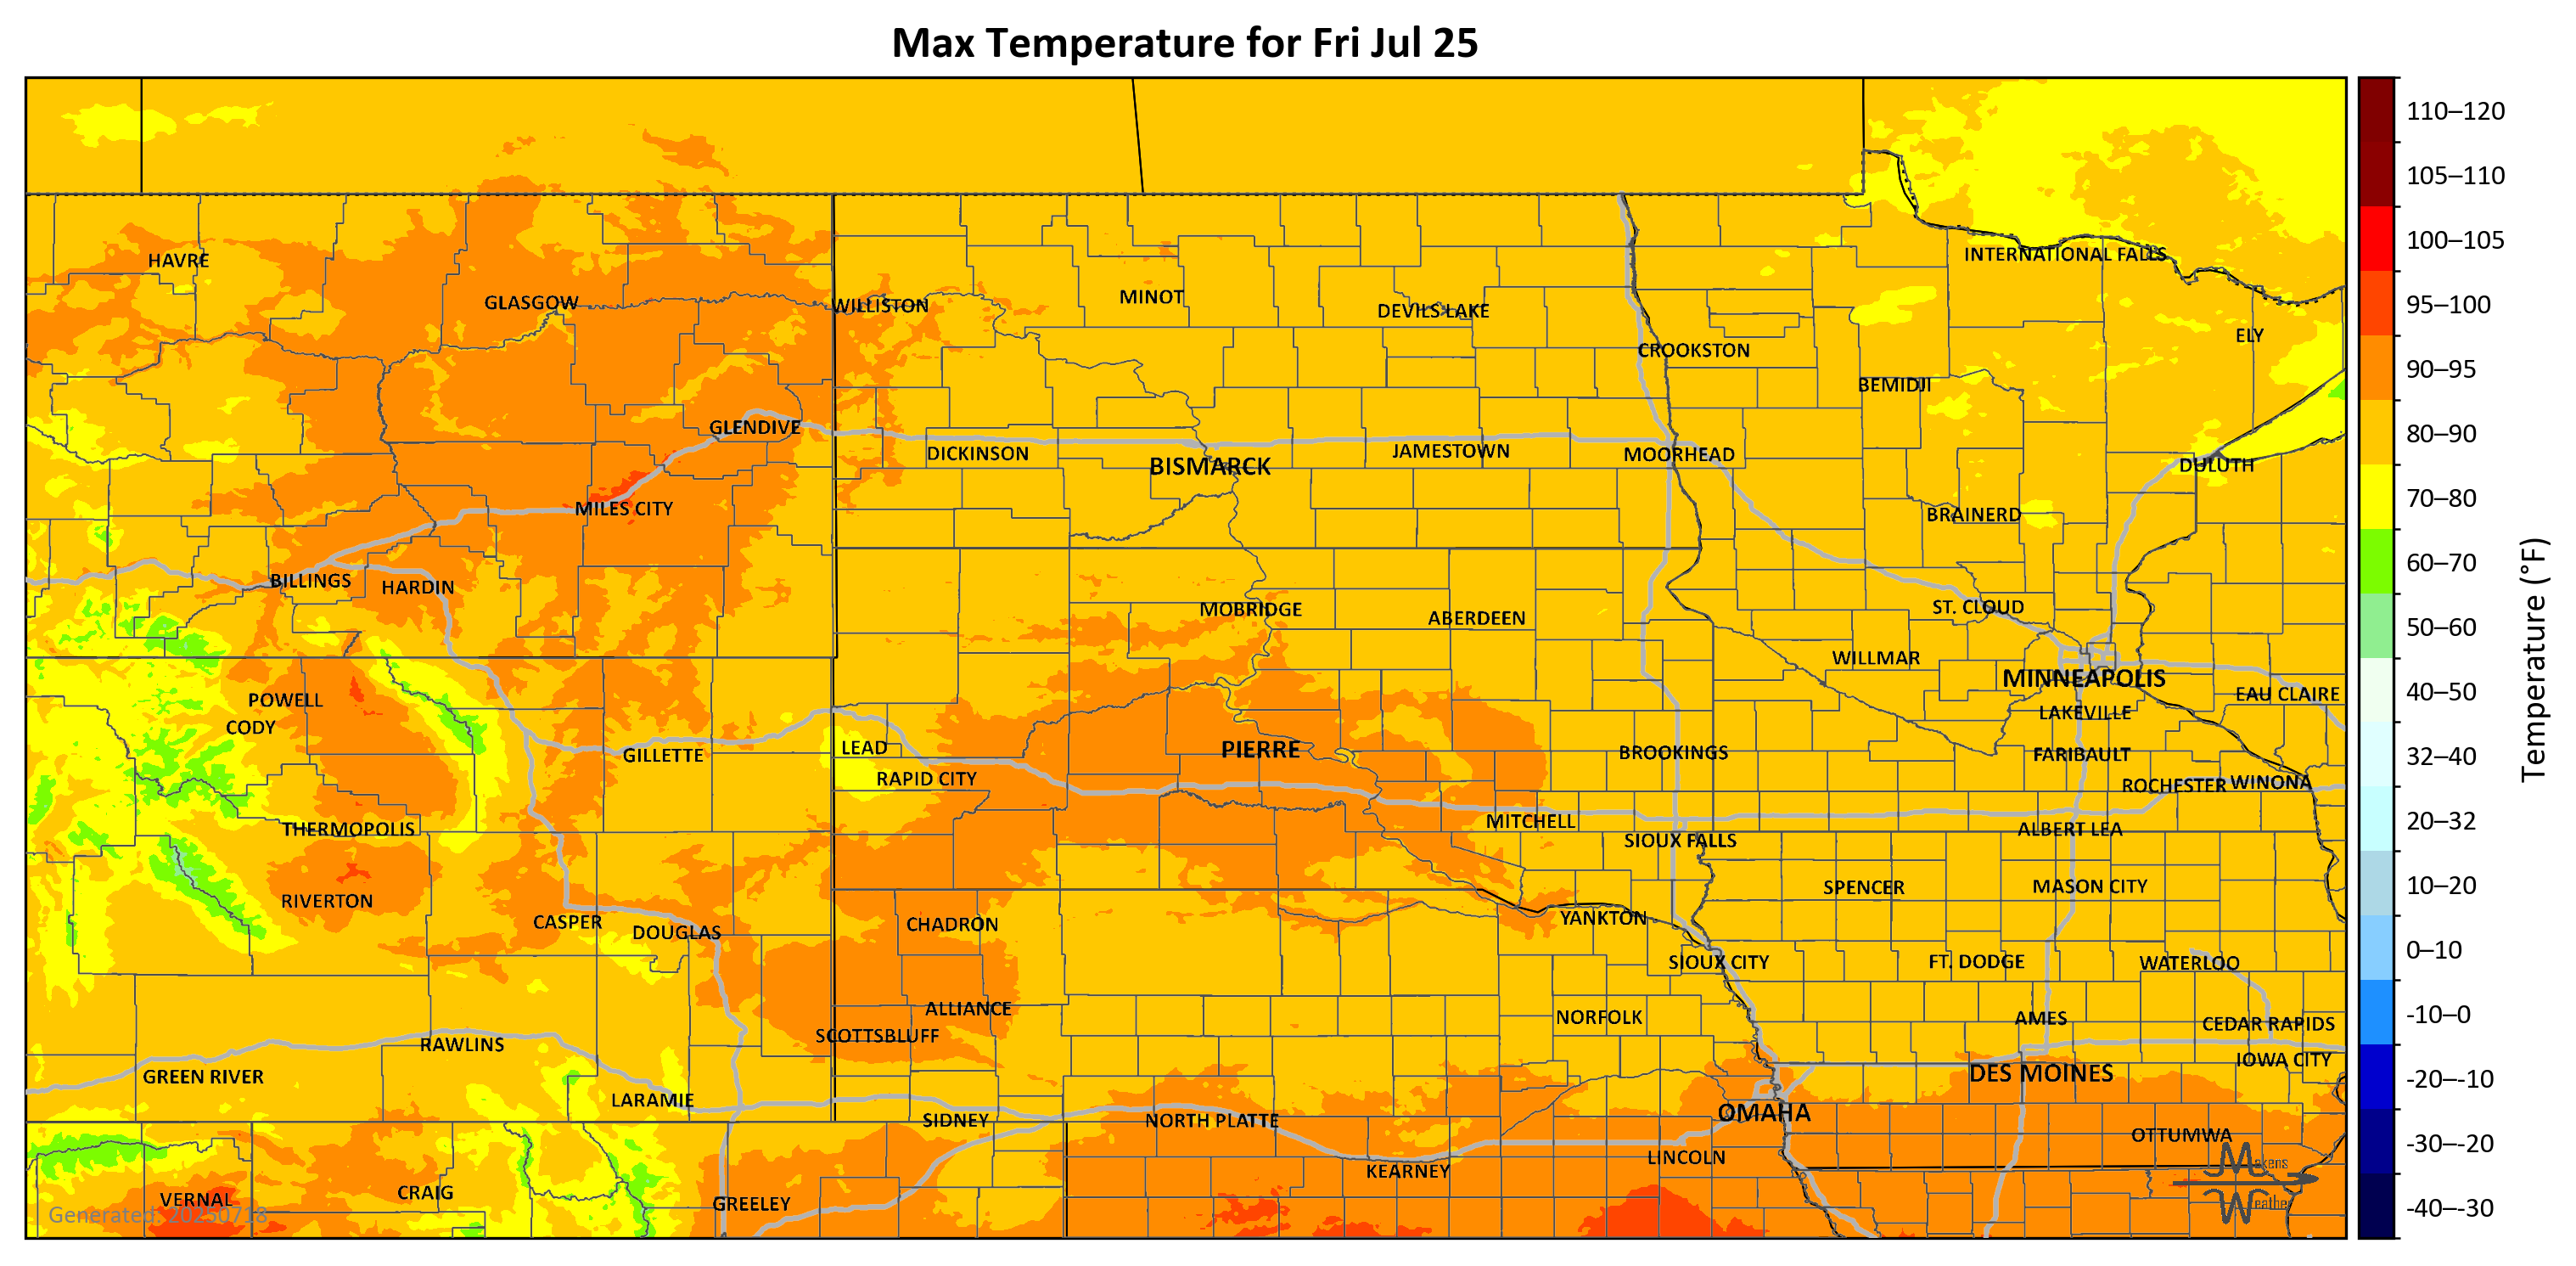 Max Temperature for Fri Jul 25
110–120
105–110
100–105
95–100
90–95
80–90
70–80
60–70
50–60
40–50
32–40
20–32
10–20
0–10
-10–0
-20–-10
-30–-20
-40–-30
Temperature (°F)
HAVRE
INTERNATIONAL FALLS
GLASGOW
WILLISTON
MINOT
DEVILS LAKE
ELY
CROOKSTON
BEMIDJI
GLENDIVE
DICKINSON
BISMARCK
JAMESTOWN
MOORHEAD
DULUTH
MILES CITY
BRAINERD
BILLINGS
HARDIN
MOBRIDGE
ABERDEEN
ST. CLOUD
WILLMAR
MINNEAPOLIS
EAU CLAIRE
POWELL
CODY
LAKEVILLE
GILLETTE
LEAD
PIERRE
BROOKINGS
FARIBAULT
RAPID CITY
ROCHESTER
WINONA
THERMOPOLIS
MITCHELL
SIOUX FALLS
ALBERT LEA
RIVERTON
SPENCER
MASON CITY
CASPER
DOUGLAS
CHADRON
YANKTON
SIOUX CITY
FT. DODGE
WATERLOO
ALLIANCE
NORFOLK
AMES
CEDAR RAPIDS
SCOTTSBLUFF
RAWLINS
IOWA CITY
GREEN RIVER
DES MOINES
LARAMIE
SIDNEY
NORTH PLATTE
OMAHA
OTTUMWA
LINCOLN
KEARNEY
VERNAL
CRAIG
GREELEY
Generated: 20250718
Makens
Weather